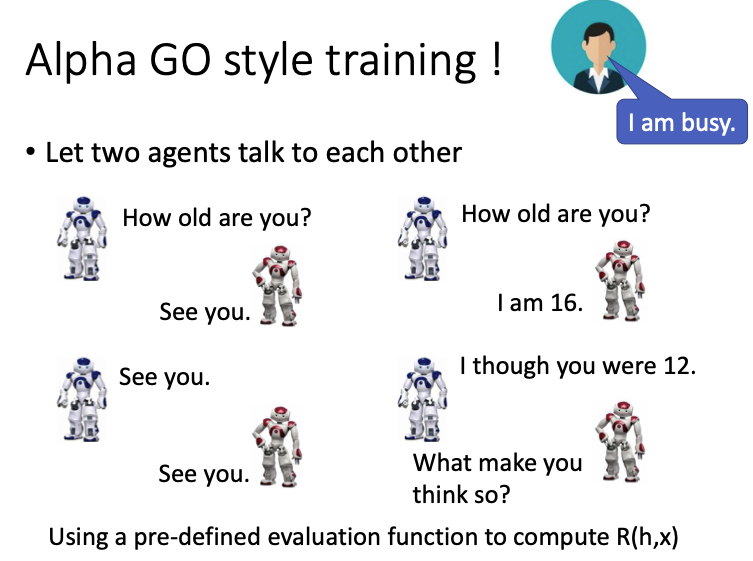 Alpha GO style training !
I am busy.
• Let two agents talk to each other
How old are you?
See you.
See you.
See you.
How old are you?
I am 16.
I though you were 12.
What make you
think so?
Using a pre-defined evaluation function to compute R(h,x)